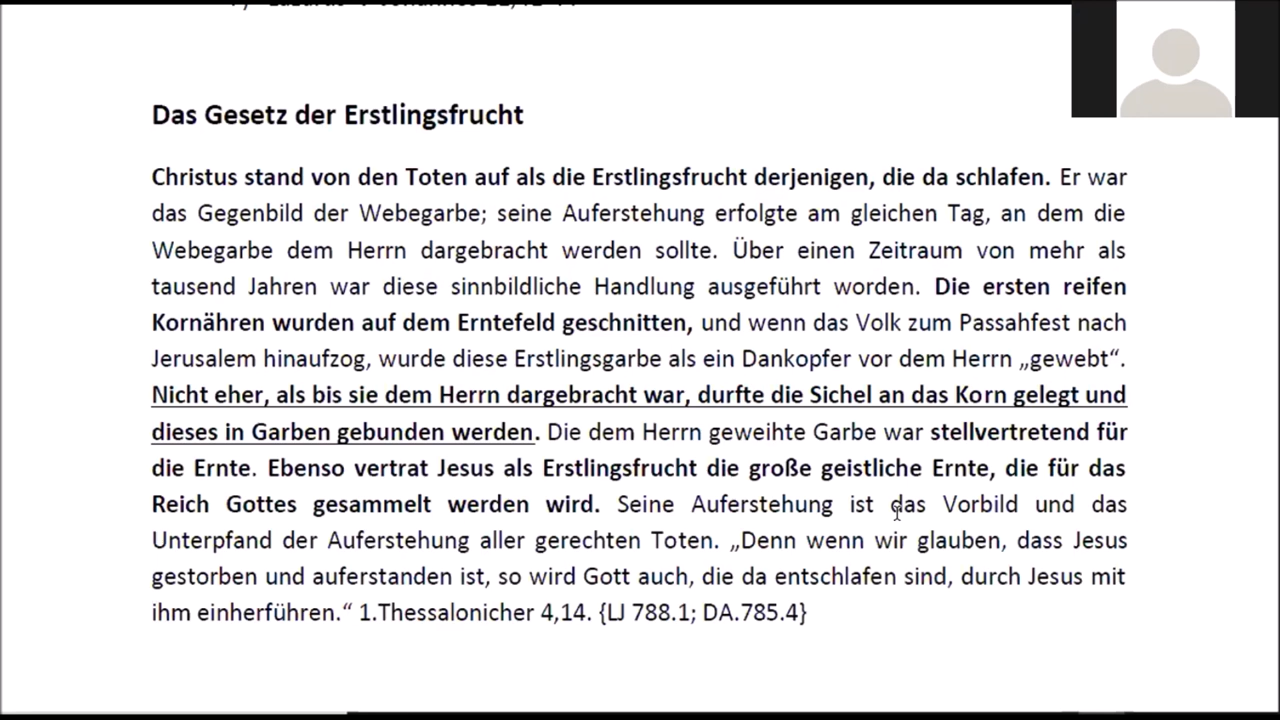 Das Gesetz der Erstlingsfrucht
Christus stand von den Toten auf als die Erstlingsfrucht derjenigen, die da schlafen. Er war
das Gegenbild der Webegarbe; seine Auferstehung erfolgte am gleichen Tag, an dem die
Webegarbe dem Herrn dargebracht werden sollte. Über einen Zeitraum von mehr als
tausend Jahren war diese sinnbildliche Handlung ausgeführt worden. Die ersten reifen
Kornähren wurden auf dem Erntefeld geschnitten, und wenn das Volk zum Passahfest nach
Jerusalem hinaufzog, wurde diese Erstlingsgarbe als ein Dankopfer vor dem Herrn „gewebt“.
Nicht eher, als bis sie dem Herrn dargebracht war, durfte die Sichel an das Korn gelegt und
dieses in Garben gebunden werden. Die dem Herrn geweihte Garbe war stellvertretend für
die Ernte. Ebenso vertrat Jesus als Erstlingsfrucht die große geistliche Ernte, die für das
Reich Gottes gesammelt werden wird. Seine Auferstehung ist das Vorbild und das
Unterpfand der Auferstehung aller gerechten Toten. „Denn wenn wir glauben, dass Jesus
gestorben und auferstanden ist, so wird Gott auch, die da entschlafen sind, durch Jesus mit
ihm einherführen.“ 1.Thessalonicher 4,14. {LJ 788.1; DA.785.4}